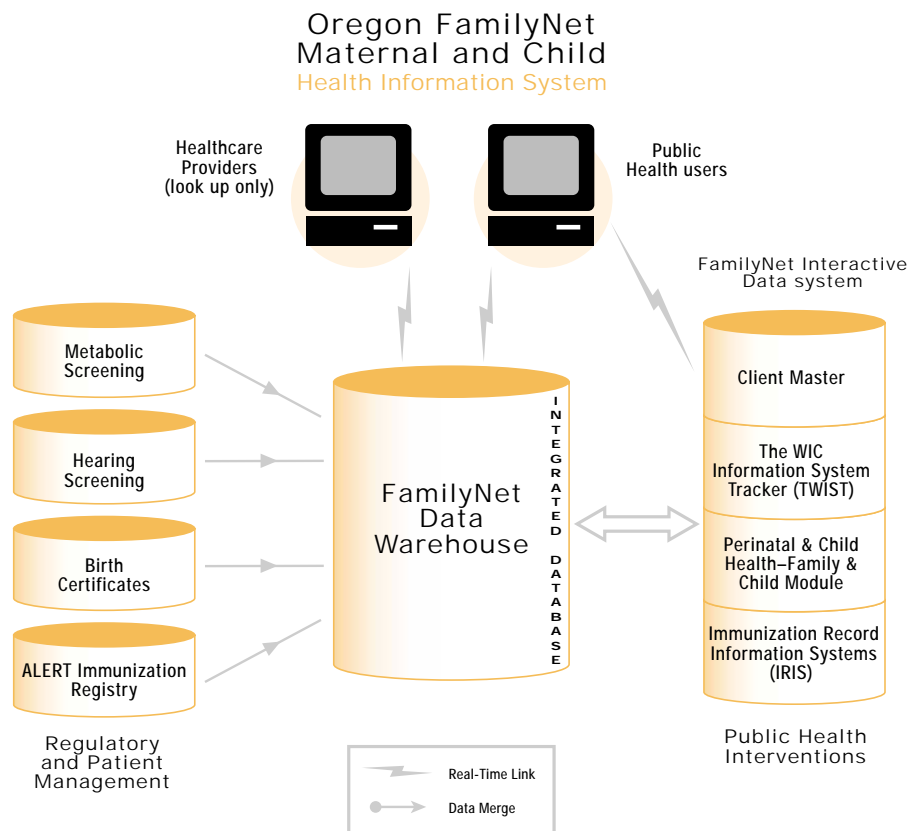 Oregon FamilyNet
Maternal and Child
Health Information System
Healthcare
Providers
(look up only)
Public
Health users
FamilyNet Interactive
Data system
Metabolic
Screening
Hearing
Screening
Birth
Certificates
ALERT Immunization
Registry
Regulatory
and Patient
Management
FamilyNet
Data
Warehouse
INTEGRATED DATABASE
Client Master
The WIC
Information System
Tracker (TWIST)
Perinatal & Child
Health–Family &
Child Module
Immunization Record
Information Systems
(IRIS)
Public Health
Interventions
Real-Time Link
Data Merge